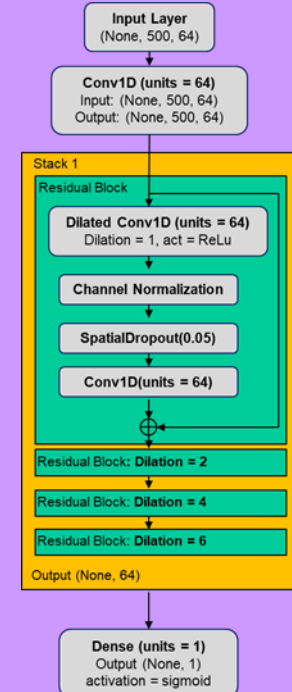 Input Layer
(None, 500, 64)
Conv1D (units = 64)
Input: (None, 500, 64)
Output: (None, 500, 64)
Stack 1
Residual Block
Dilated Conv1D (units = 64)
Dilation = 1, act = ReLu
Channel Normalization
SpatialDropout(0.05)
Conv1D(units = 64)
Residual Block: Dilation = 2
Residual Block: Dilation = 4
Residual Block: Dilation = 6
Output (None, 64)
Dense (units = 1)
Output (None, 1)
activation = sigmoid